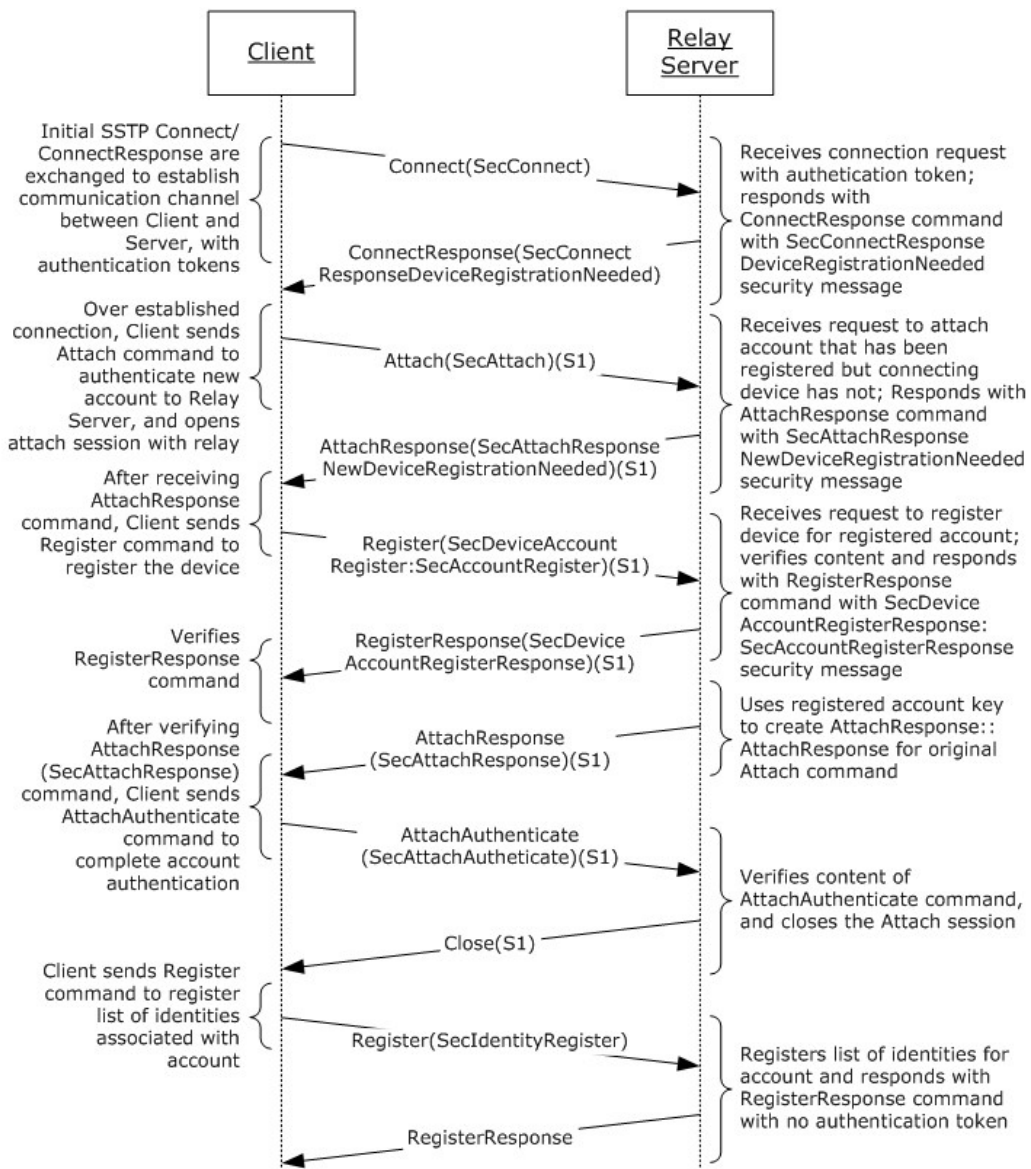 Client
Relay
Server
Initial SSTP Connect/
ConnectResponse are
exchanged to establish
communication channel
between Client and
Server, with
authentication tokens
Connect(SecConnect)
Receives connection request
with authetication token;
responds with
ConnectResponse command
with SecConnectResponse
DeviceRegistrationNeeded
security message
ConnectResponse(SecConnect
ResponseDeviceRegistrationNeeded)
Over established
connection, Client sends
Attach command to
authenticate new
account to Relay
Server, and opens
attach session with relay
Attach(SecAttach)(S1)
Receives request to attach
account that has been
registered but connecting
device has not; Responds with
AttachResponse command
with SecAttachResponse
NewDeviceRegistrationNeeded
security message
AttachResponse(SecAttachResponse
NewDeviceRegistrationNeeded)(S1)
After receiving
AttachResponse
command, Client sends
Register command to
register the device
Register(SecDeviceAccount
Register:SecAccountRegister)(S1)
Receives request to register
device for registered account;
verifies content and responds
with RegisterResponse
command with SecDevice
AccountRegisterResponse:
SecAccountRegisterResponse
security message
RegisterResponse(SecDevice
AccountRegisterResponse)(S1)
Verifies
RegisterResponse
command
Uses registered account key
to create AttachResponse::
AttachResponse for original
Attach command
AttachResponse
(SecAttachResponse)(S1)
After verifying
AttachResponse
(SecAttachResponse)
command, Client sends
AttachAuthenticate
command to
complete account
authentication
AttachAuthenticate
(SecAttachAutheticate)(S1)
Verifies content of
AttachAuthenticate command,
and closes the Attach session
Close(S1)
Client sends Register
command to register
list of identities
associated with
account
Register(SecIdentityRegister)
Registers list of identities for
account and responds with
RegisterResponse command
with no authentication token
RegisterResponse